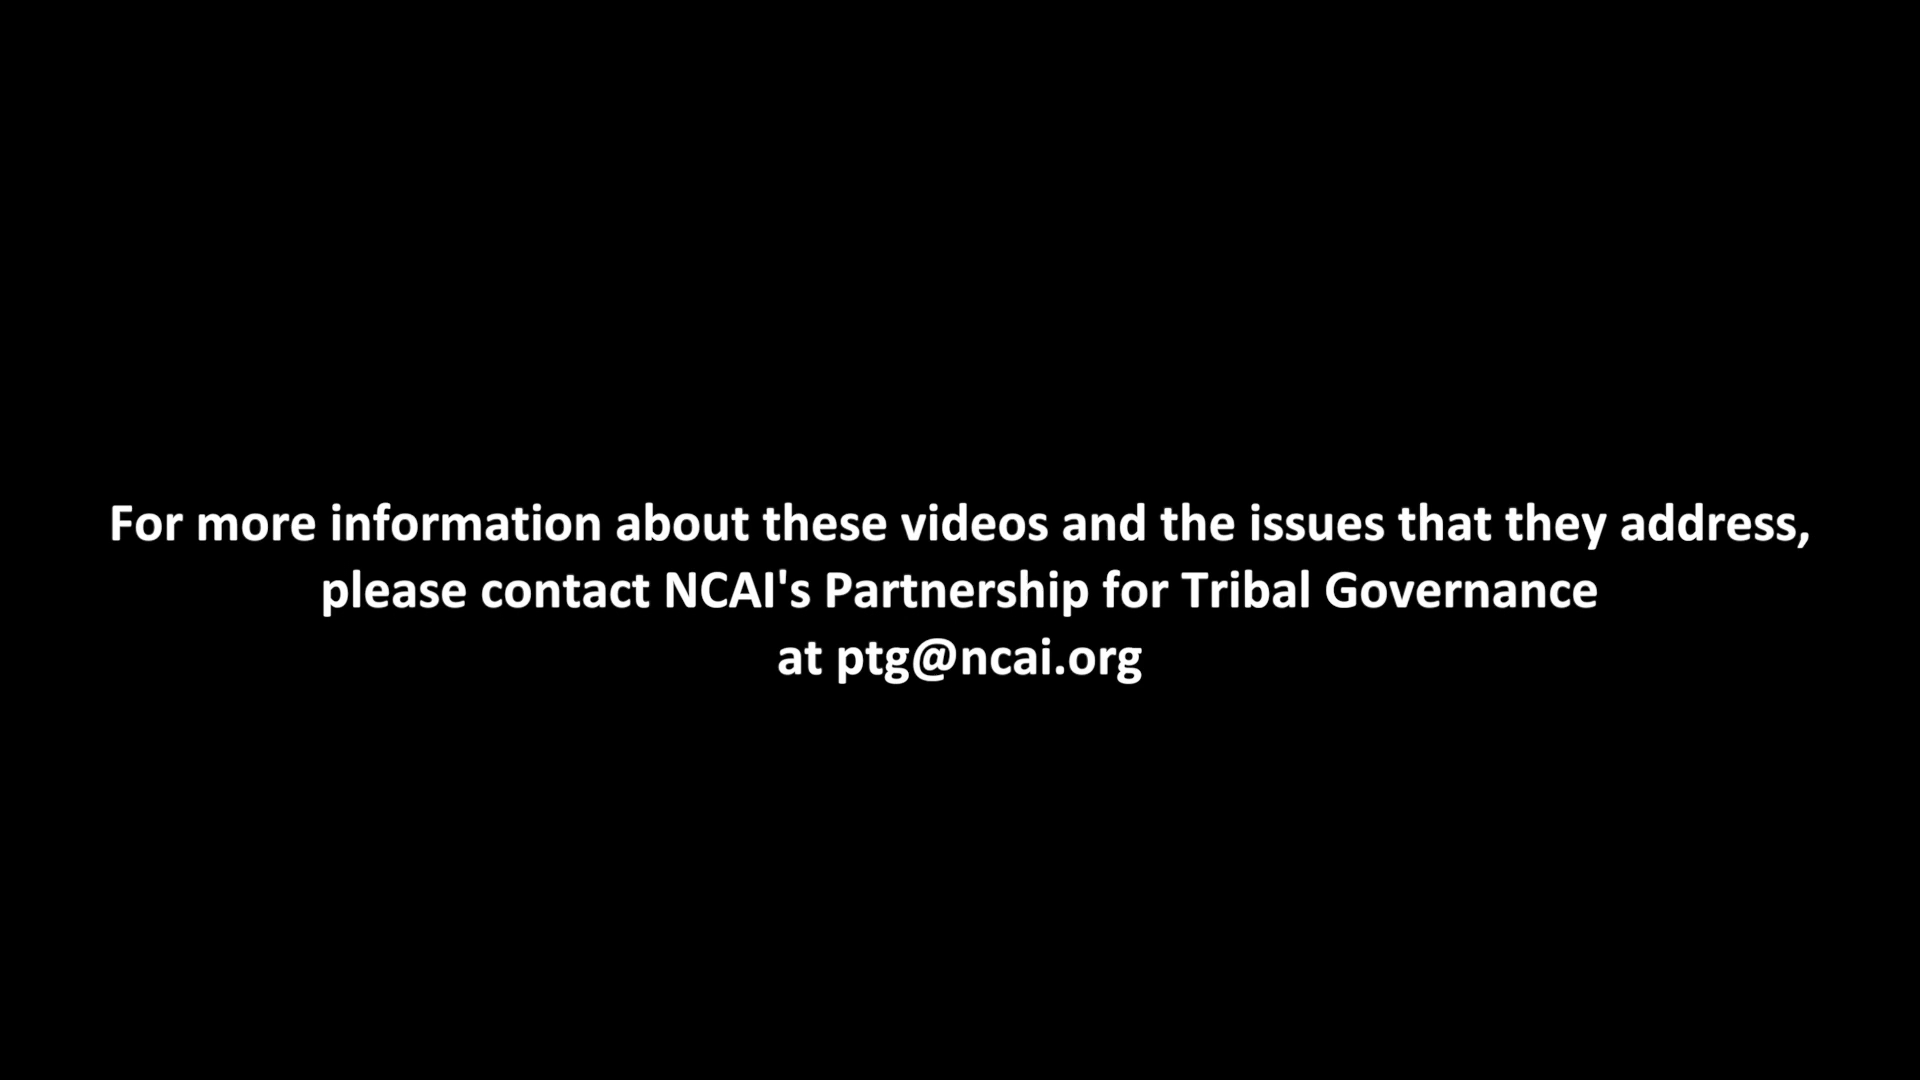 For more information about these videos and the issues that they address,
please contact NCAI's Partnership for Tribal Governance
at ptg@ncai.org